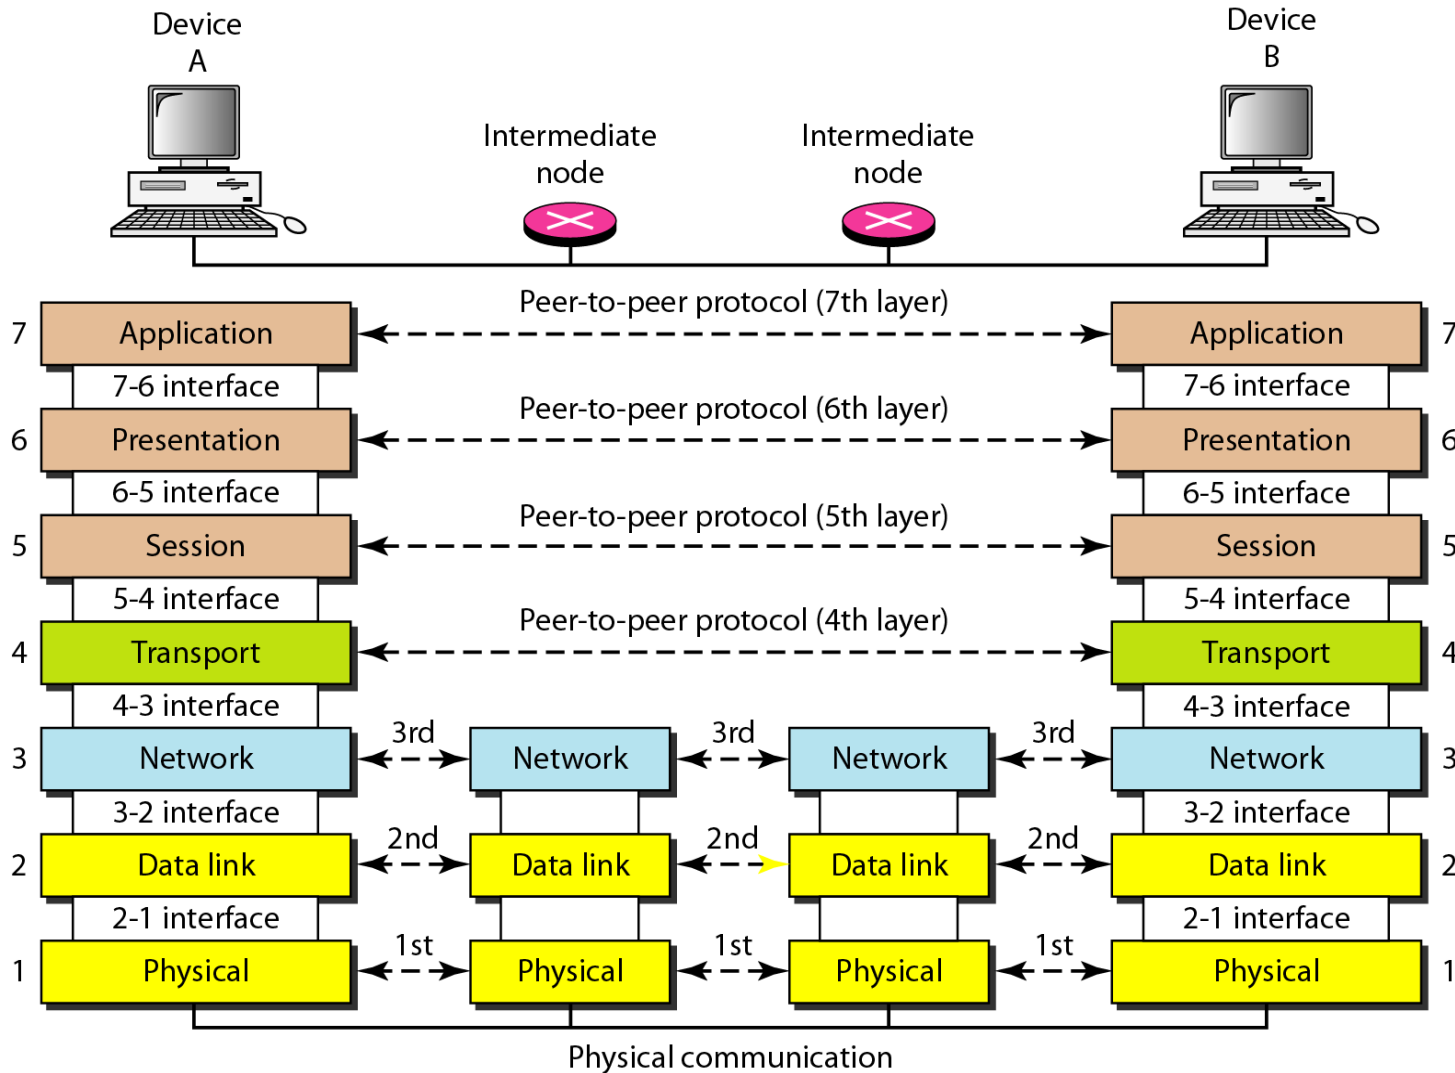 Device
A
Device
B
Intermediate
node
Intermediate
node
Peer-to-peer protocol (7th layer)
7 Application Application 7
7-6 interface 7-6 interface
Peer-to-peer protocol (6th layer)
6 Presentation Presentation 6
6-5 interface 6-5 interface
Peer-to-peer protocol (5th layer)
5 Session Session 5
5-4 interface 5-4 interface
Peer-to-peer protocol (4th layer)
4 Transport Transport 4
4-3 interface 4-3 interface
3rd 3rd 3rd
3 Network Network Network Network 3
3-2 interface 3-2 interface
2nd 2nd 2nd
2 Data link Data link Data link Data link 2
2-1 interface 2-1 interface
1st 1st 1st
1 Physical Physical Physical Physical 1
Physical communication